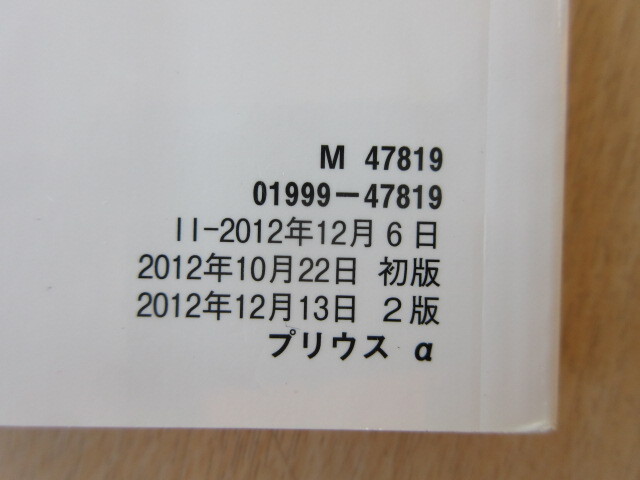 M 47819
01999-47819
II-2012年12月6日
2012年10月22日 初版
2012年12月13日 2版
プリウス α